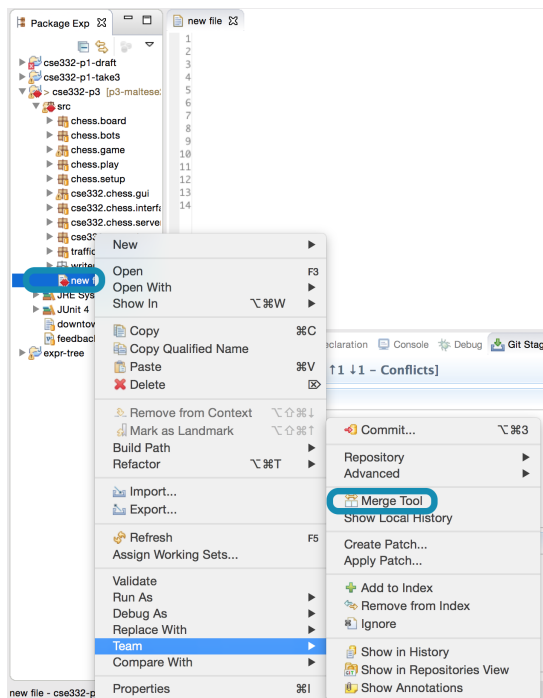 Package Exp
new file
1
2
3
4
5
6
7
8
9
10
11
12
13
14
cse332-p1-draft
cse332-p1-take3
> cse332-p3 [p3-maltese
src
chess.board
chess.bots
chess.game
chess.play
chess.setup
cse332.chess.gui
cse332.chess.interfa
cse332.chess.server
cse33
traffic
write
new f
JRE Sys
JUnit 4
downtow
feedbac
expr-tree
New
Open F3
Open With
Show In ⌥⌘W
Copy ⌘C
Copy Qualified Name
Paste ⌘V
Delete ⌦
Remove from Context ⌥⇧⌘↓
Mark as Landmark ⌥⇧⌘↑
Build Path
Refactor ⌥⌘T
Import...
Export...
Refresh F5
Assign Working Sets...
Validate
Run As
Debug As
Replace With
Team
Compare With
Properties ⌘I
eclaration Console Debug Git Stag
↑1 ↓1 – Conflicts]
Commit... ⌥⌘3
Repository
Advanced
Merge Tool
Show Local History
Create Patch...
Apply Patch...
Add to Index
Remove from Index
Ignore
Show in History
Show in Repositories View
Show Annotations
new file - cse332-p